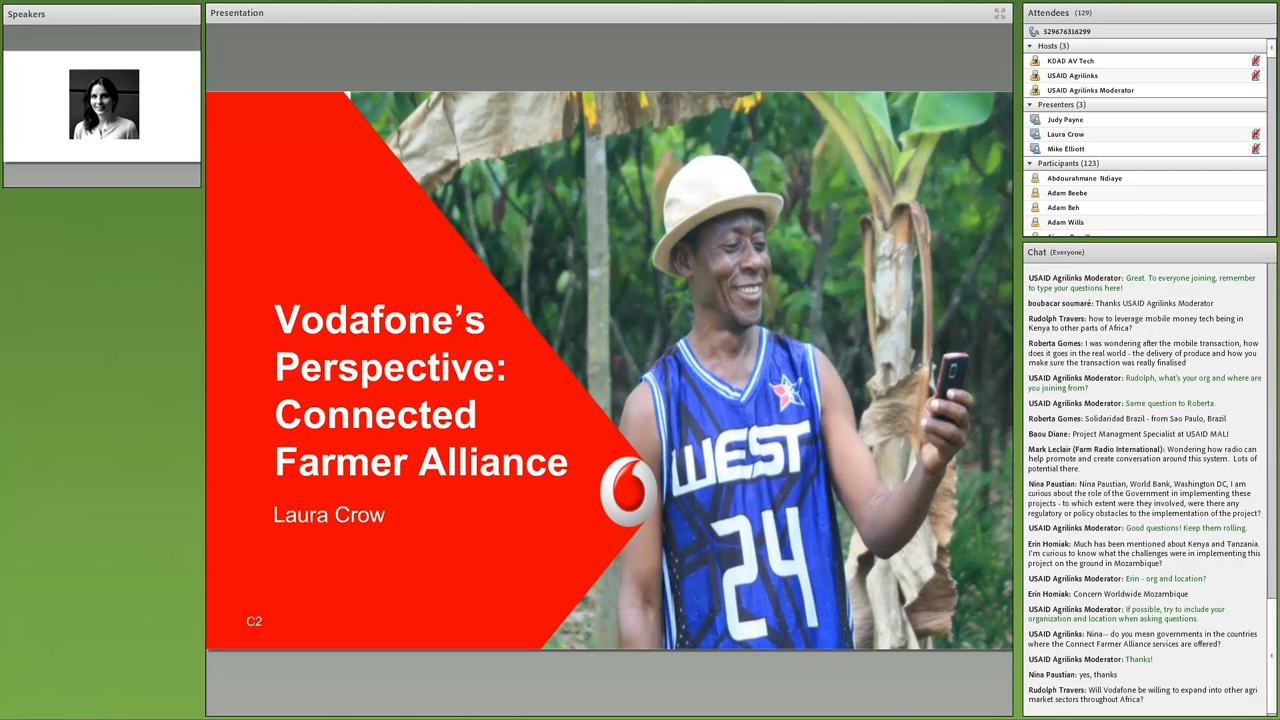 Speakers
Presentation
Vodafone’s
Perspective:
Connected
Farmer Alliance
Laura Crow
C2
WEST
24
Attendees (129)
529676316299
Hosts (3)
KDAD AV Tech
USAID Agrilinks
USAID Agrilinks Moderator
Presenters (3)
Judy Payne
Laura Crow
Mike Elliott
Participants (123)
Abdourahmane Ndiaye
Adam Beebe
Adam Beh
Adam Wills
Chat (Everyone)
USAID Agrilinks Moderator: Great. To everyone joining, remember
to type your questions here!
boubacar soumaré: Thanks USAID Agrilinks Moderator
Rudolph Travers: how to leverage mobile money tech being in
Kenya to other parts of Africa?
Roberta Gomes: I was wondering after the mobile transaction, how
does it goes in the real world - the delivery of produce and how you
make sure the transaction was really finalised
USAID Agrilinks Moderator: Rudolph, what's your org and where are
you joining from?
USAID Agrilinks Moderator: Same question to Roberta.
Roberta Gomes: Solidaridad Brazil - from Sao Paulo, Brazil
Baou Diane: Project Managment Specialist at USAID MALI
Mark Leclair (Farm Radio International): Wondering how radio can
help promote and create conversation around this system. Lots of
potential there.
Nina Paustian: Nina Paustian, World Bank, Washington DC, I am
curious about the role of the Government in implementing these
projects - to which extent were they involved, were there any
regulatory or policy obstacles to the implementation of the project?
USAID Agrilinks Moderator: Good questions! Keep them rolling.
Erin Homiak: Much has been mentioned about Kenya and Tanzania.
I'm curious to know what the challenges were in implementing this
project on the ground in Mozambique?
USAID Agrilinks Moderator: Erin - org and location?
Erin Homiak: Concern Worldwide Mozambique
USAID Agrilinks Moderator: If possible, try to include your
organization and location when asking questions.
USAID Agrilinks: Nina-- do you mean governments in the countries
where the Connect Farmer Alliance services are offered?
USAID Agrilinks Moderator: Thanks!
Nina Paustian: yes, thanks
Rudolph Travers: Will Vodafone be willing to expand into other agri
market sectors throughout Africa?